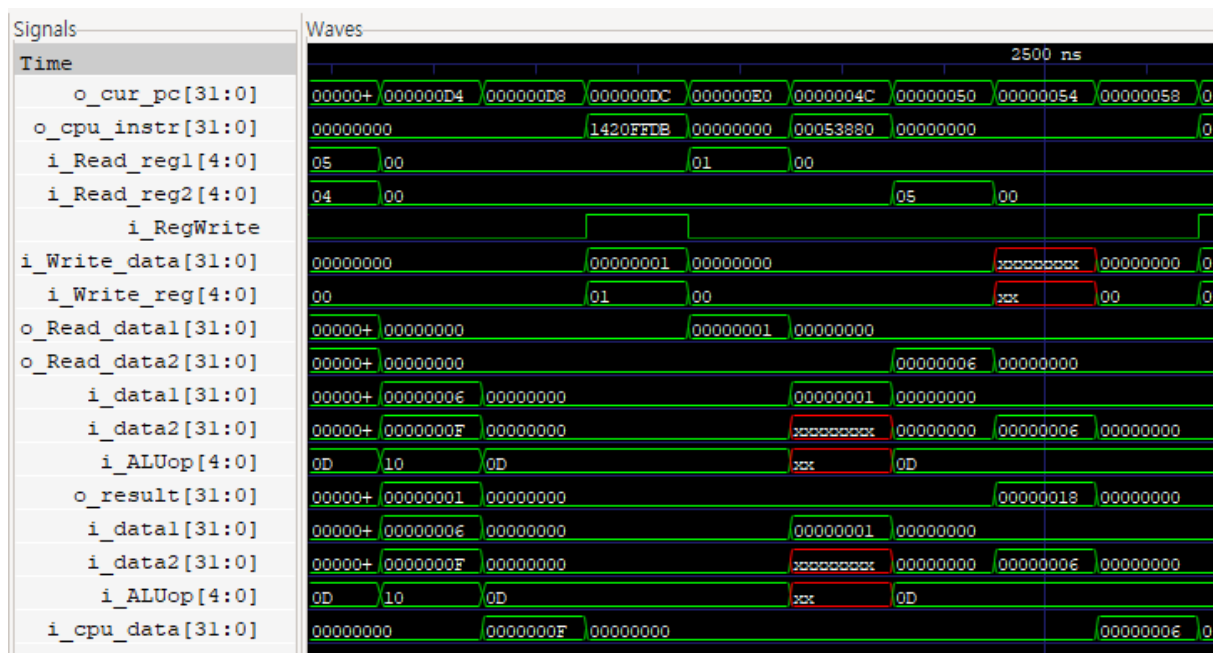 Signals Waves
Time 2500 ns
o_cur_pc[31:0] 00000+ 000000D4 000000D8 000000DC 000000E0 0000004C 00000050 00000054 00000058 0
o_cpu_instr[31:0] 00000000 1420FFDB 00000000 00053880 00000000 0
i_Read_reg1[4:0] 05 00 01 00
i_Read_reg2[4:0] 04 00 05 00
i_RegWrite
i_Write_data[31:0] 00000000 00000001 00000000 xxxxxxxx 00000000 0
i_Write_reg[4:0] 00 01 00 xx 00 0
o_Read_data1[31:0] 00000+ 00000000 00000001 00000000
o_Read_data2[31:0] 00000+ 00000000 00000006 00000000
i_data1[31:0] 00000+ 00000006 00000000 00000001 00000000
i_data2[31:0] 00000+ 0000000F 00000000 xxxxxxxx 00000000 00000006 00000000
i_ALUop[4:0] 0D 10 0D xx 0D
o_result[31:0] 00000+ 00000001 00000000 00000018 00000000
i_data1[31:0] 00000+ 00000006 00000000 00000001 00000000
i_data2[31:0] 00000+ 0000000F 00000000 xxxxxxxx 00000000 00000006 00000000
i_ALUop[4:0] 0D 10 0D xx 0D
i_cpu_data[31:0] 00000000 0000000F 00000000 00000006 0